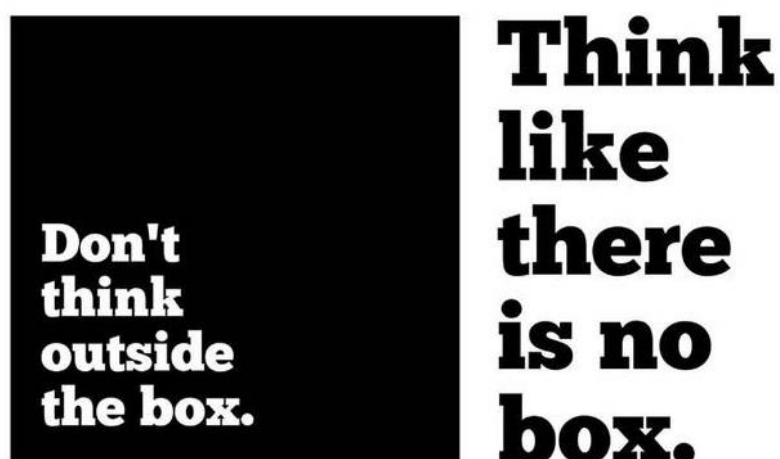 Don't
think
outside
the box.
Think
like
there
is no
box.